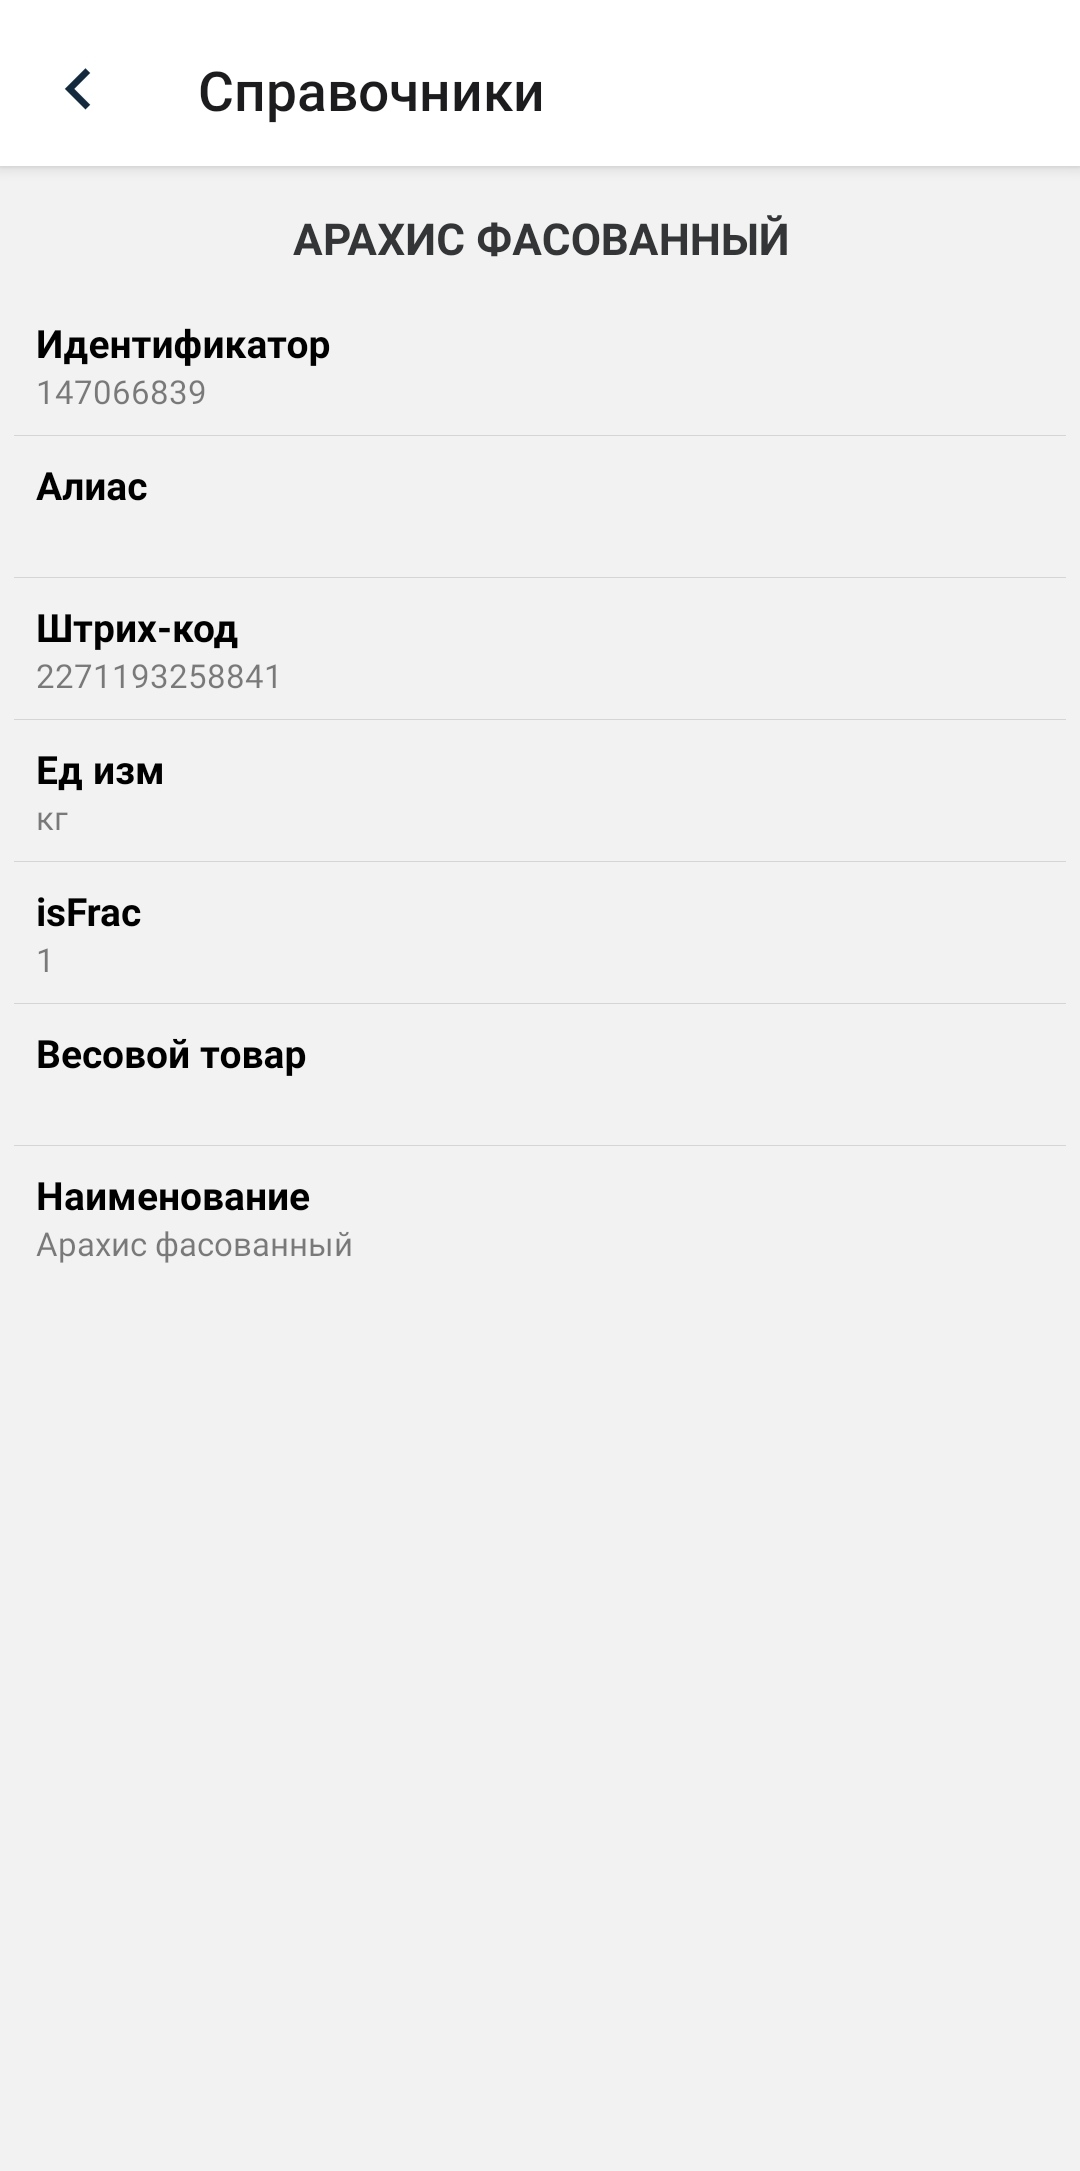 Справочники
АРАХИС ФАСОВАННЫЙ
Идентификатор
147066839
Алиас
Штрих-код
2271193258841
Ед изм
кг
isFrac
1
Весовой товар
Наименование
Арахис фасованный